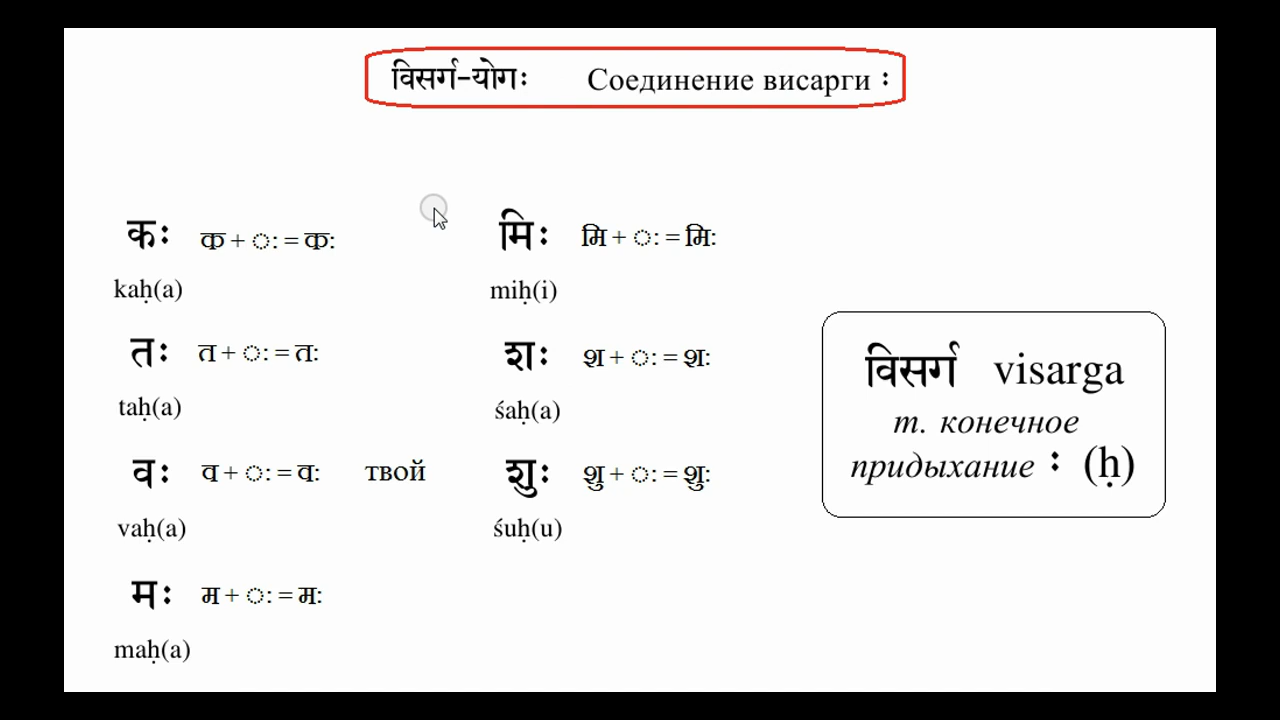 विसर्ग-योगः Соединение висарги ः
कः क + ः = कः
kaḥ(a)
तः त + ः = तः
taḥ(a)
वः व + ः = वः твой
vaḥ(a)
मः म + ः = मः
maḥ(a)
मिः मि + ः = मिः
miḥ(i)
शः श + ः = शः
śaḥ(a)
शुः शु + ः = शुः
śuḥ(u)
विसर्ग visarga
т. конечное
придыхание ः (ḥ)